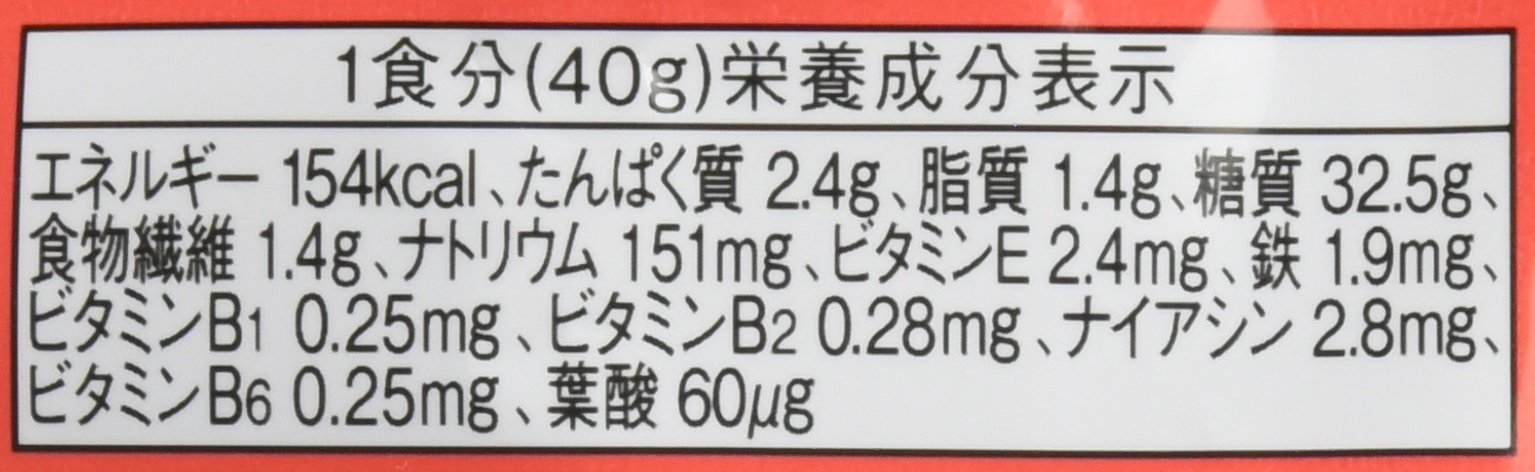 1食分(40g)栄養成分表示
エネルギー 154kcal、たんぱく質 2.4g、脂質 1.4g、糖質 32.5g、
食物繊維 1.4g、ナトリウム 151mg、ビタミンE 2.4mg、鉄 1.9mg、
ビタミンB1 0.25mg、ビタミンB2 0.28mg、ナイアシン 2.8mg、
ビタミンB6 0.25mg、葉酸 60μg